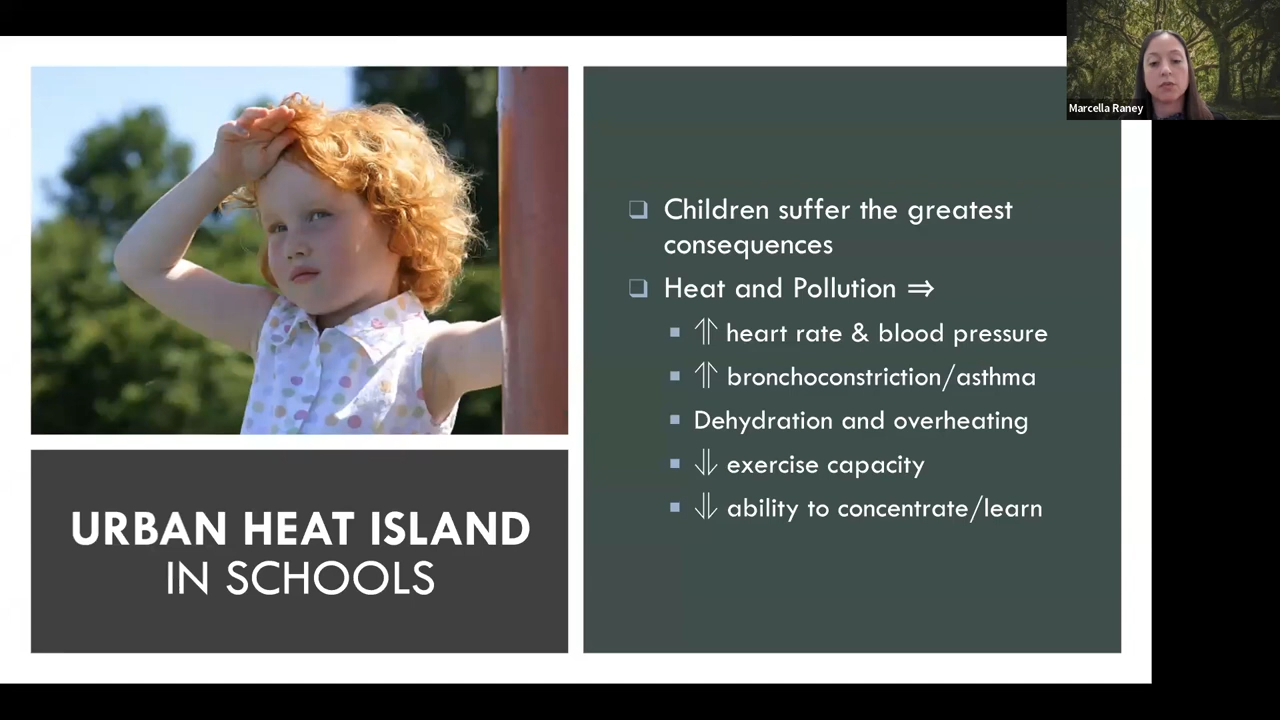 Marcella Raney
Children suffer the greatest
consequences
Heat and Pollution ⇒
⇑ heart rate & blood pressure
⇑ bronchoconstriction/asthma
Dehydration and overheating
⇓ exercise capacity
⇓ ability to concentrate/learn
URBAN HEAT ISLAND
IN SCHOOLS